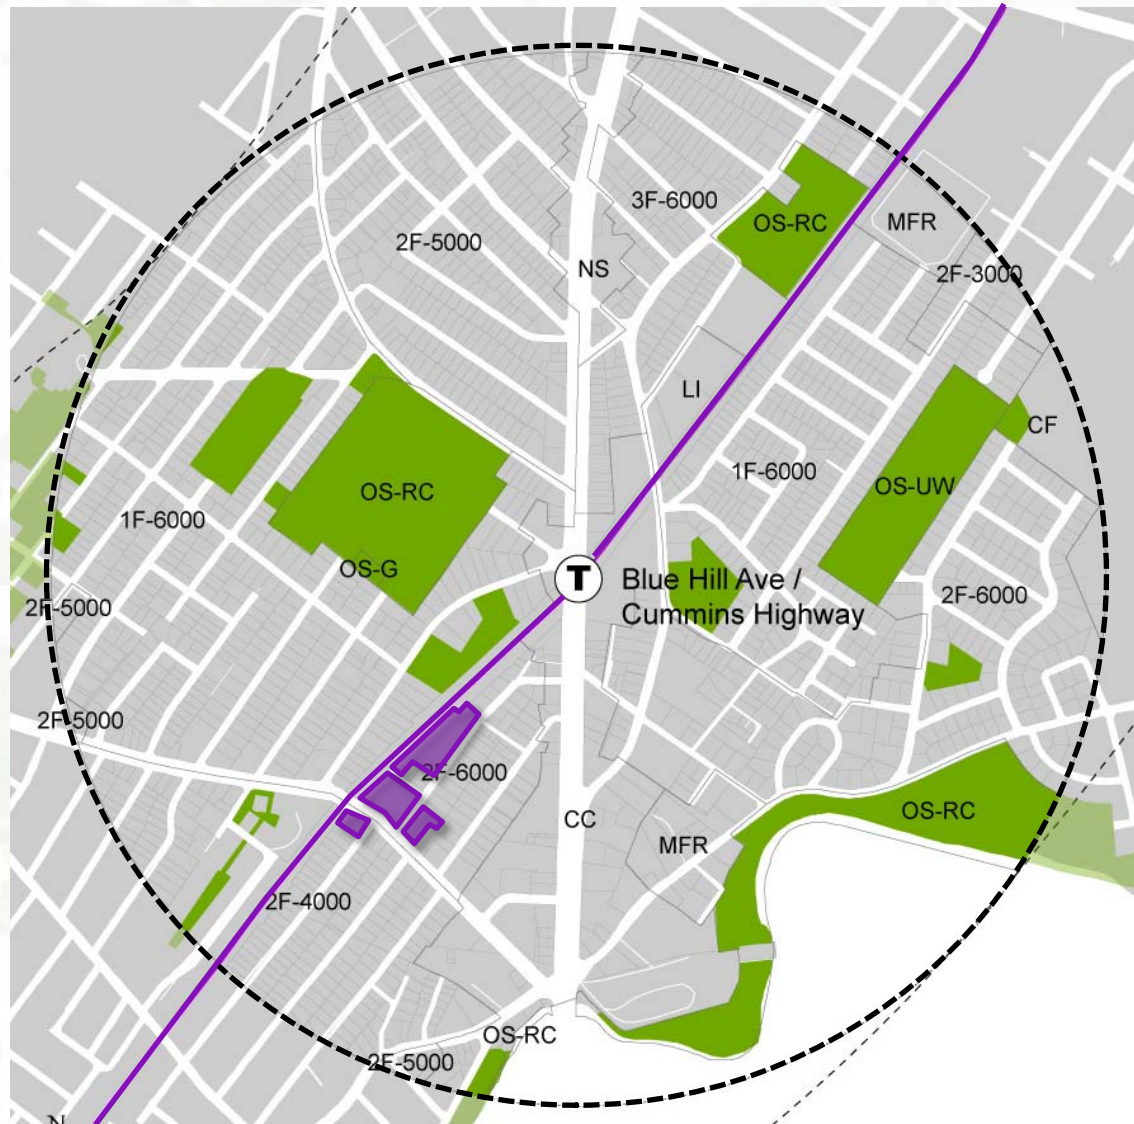 3F-6000
OS-RC
MFR
2F-5000
NS
2F-3000
LI
CF
1F-6000
OS-UW
OS-RC
1F-6000
OS-G
T
Blue Hill Ave /
Cummins Highway
2F-5000
2F-6000
2F-5000
2F-6000
OS-RC
CC
MFR
2F-4000
OS-RC
2F-5000
N